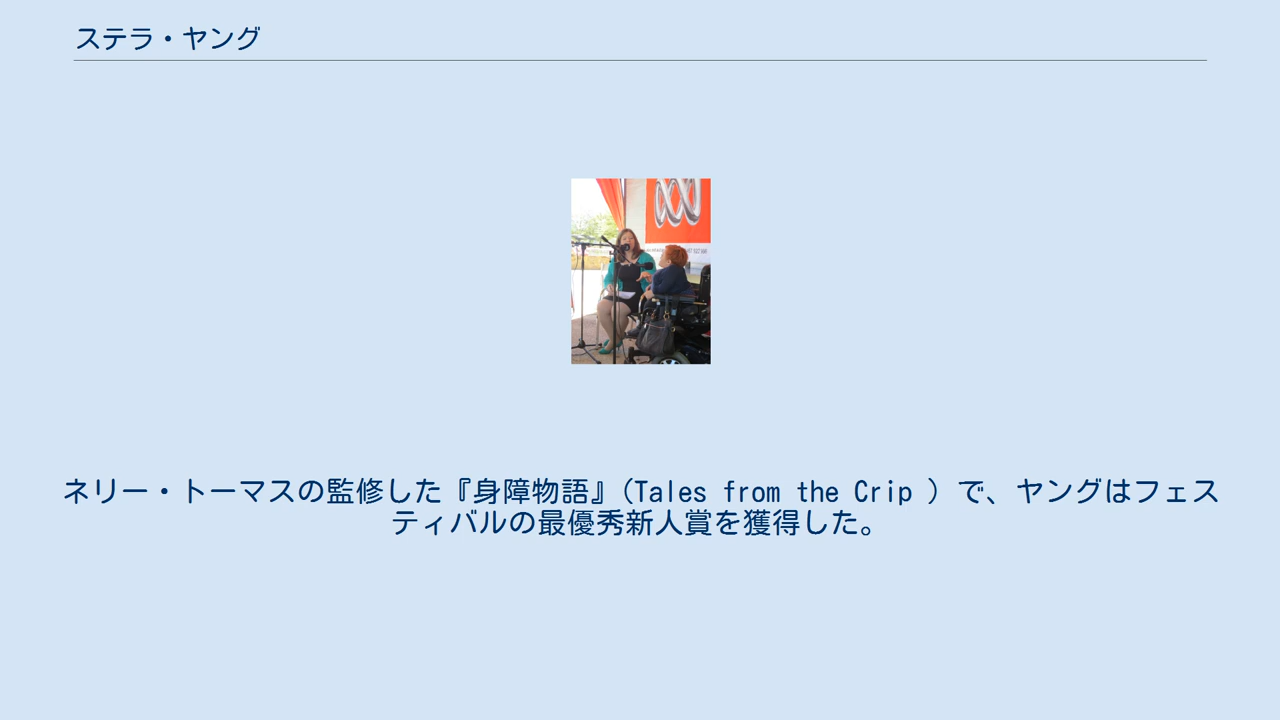 ステラ・ヤング
ネリー・トーマスの監修した『身障物語』(Tales from the Crip ) で、ヤングはフェス
ティバルの最優秀新人賞を獲得した。